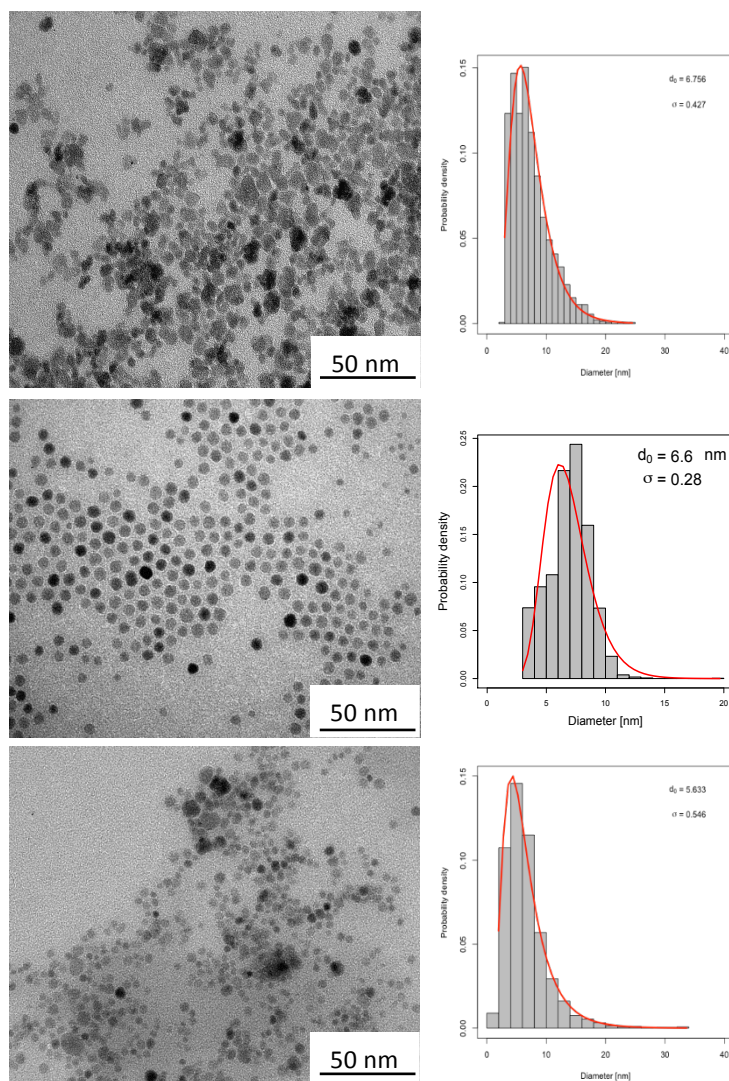 d₀ = 6.756
σ = 0.427
Probability density
0.00
0.05
0.10
0.15
0
10
20
30
40
Diameter [nm]
50 nm
d₀ = 6.6 nm
σ = 0.28
Probability density
0.00
0.05
0.10
0.15
0.20
0.25
0
5
10
15
20
Diameter [nm]
50 nm
d₀ = 5.633
σ = 0.546
Probability density
0.00
0.05
0.10
0.15
0
10
20
30
40
Diameter [nm]
50 nm